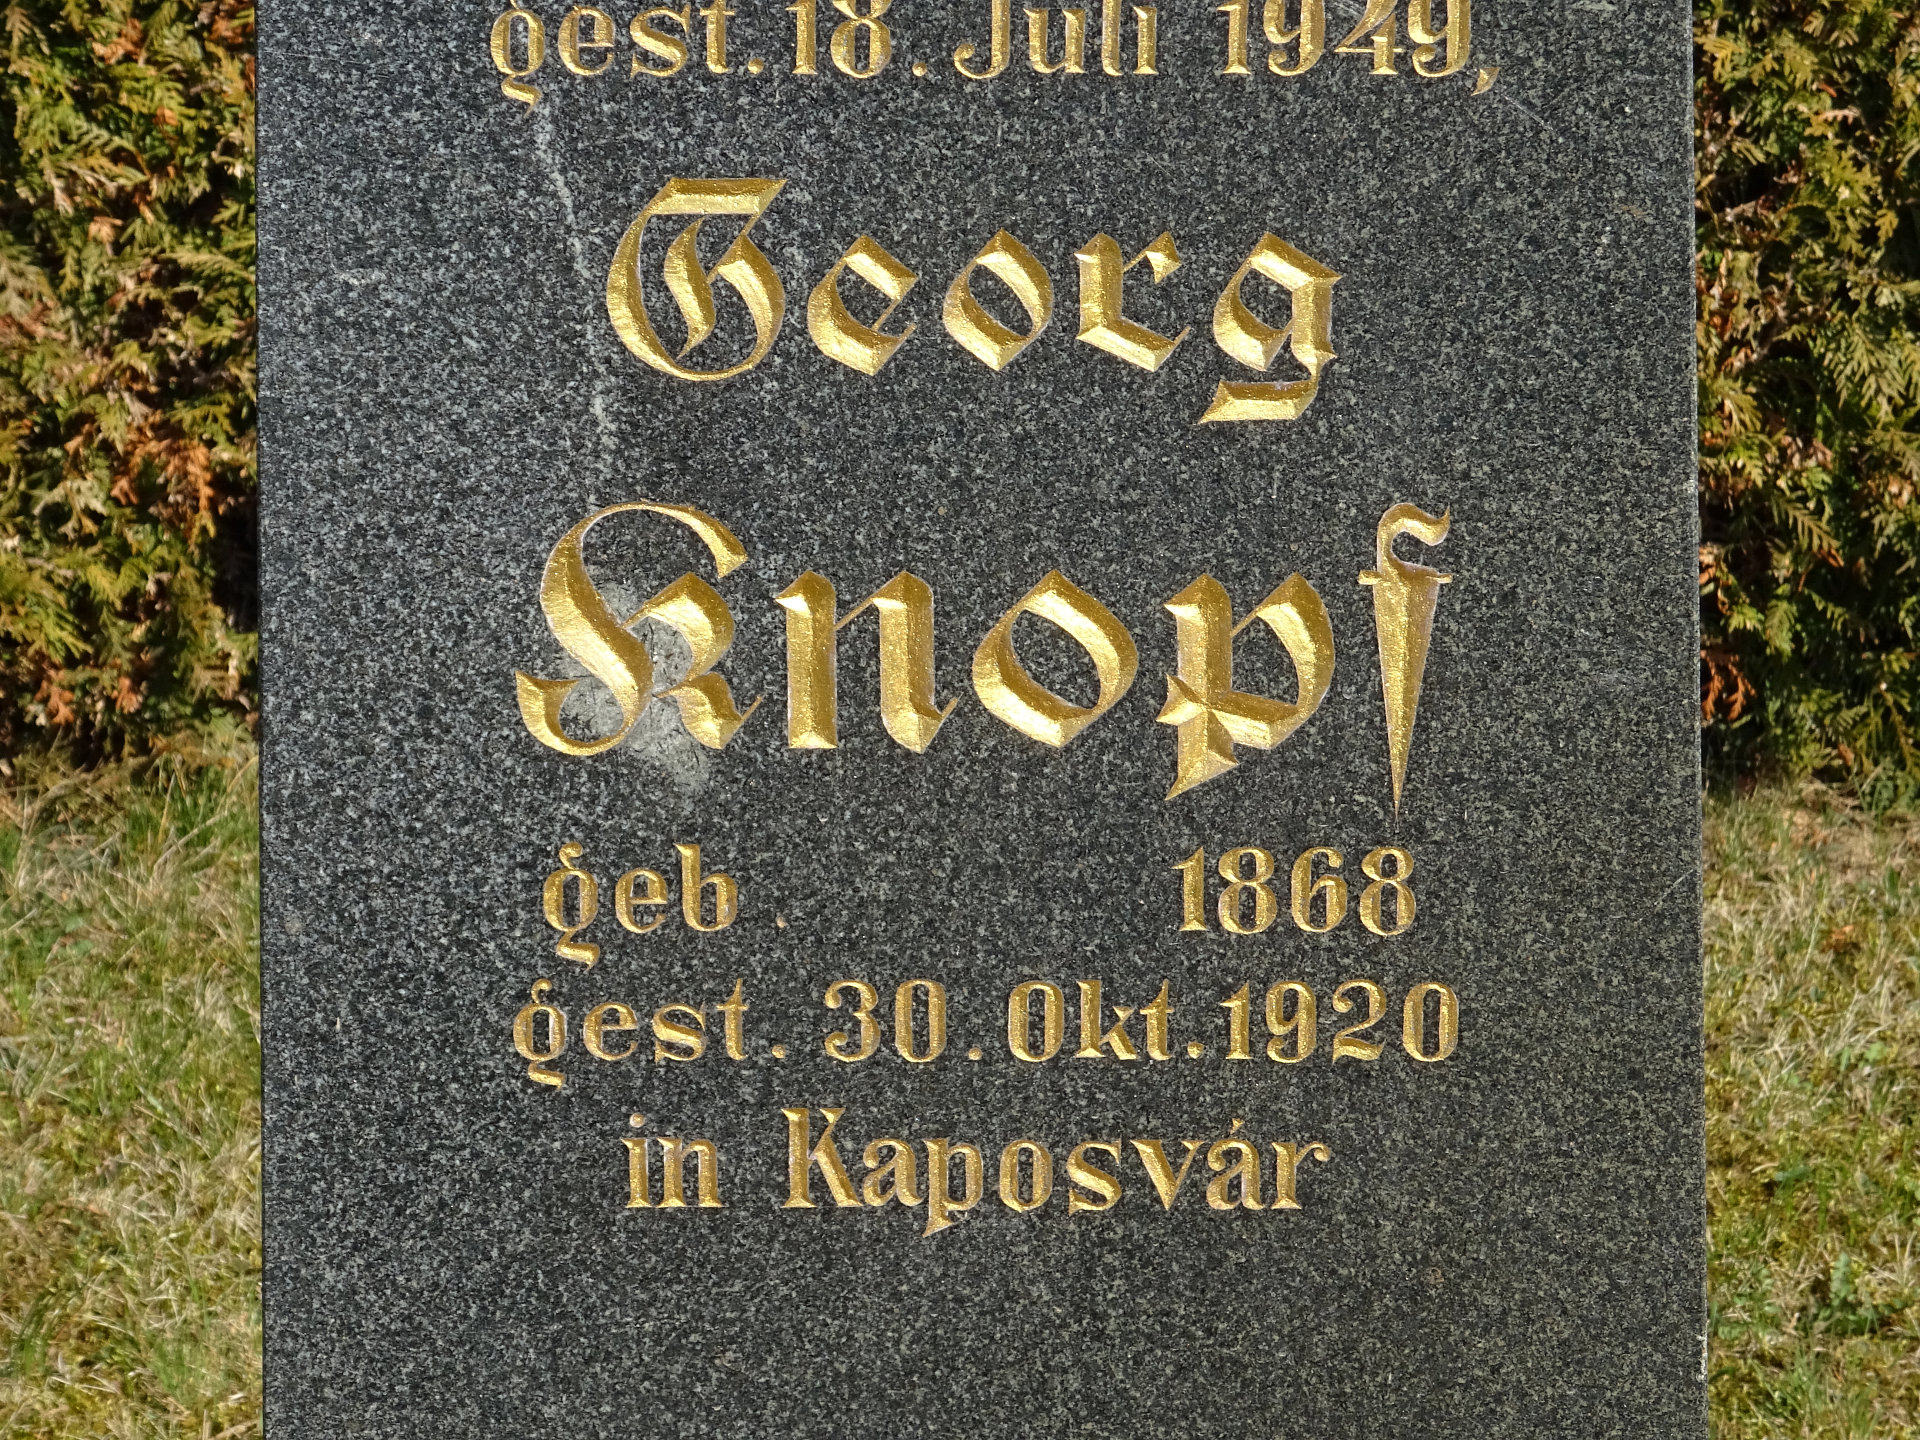 gest. 18. Juli 1949,
Georg
Knopf
geb. 1868
gest. 30. Okt. 1920
in Kaposvár